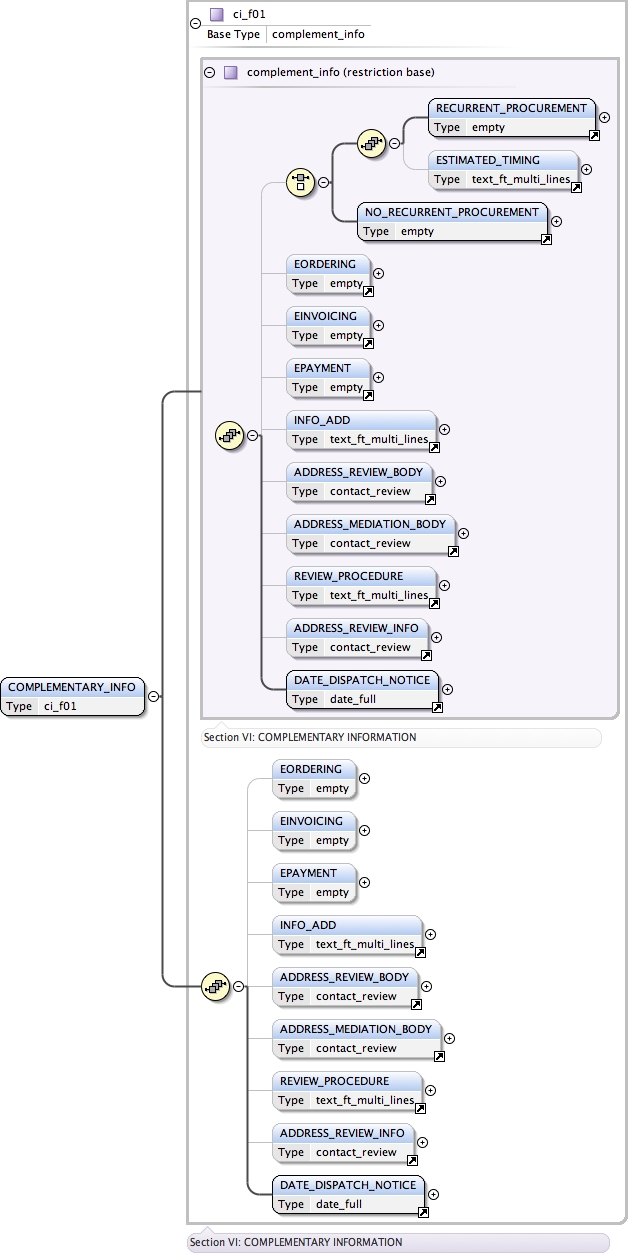 ci_f01
Base Type complement_info
complement_info (restriction base)
RECURRENT_PROCUREMENT
Type empty
ESTIMATED_TIMING
Type text_ft_multi_lines
NO_RECURRENT_PROCUREMENT
Type empty
EORDERING
Type empty
EINVOICING
Type empty
EPAYMENT
Type empty
INFO_ADD
Type text_ft_multi_lines
ADDRESS_REVIEW_BODY
Type contact_review
ADDRESS_MEDIATION_BODY
Type contact_review
REVIEW_PROCEDURE
Type text_ft_multi_lines
ADDRESS_REVIEW_INFO
Type contact_review
DATE_DISPATCH_NOTICE
Type date_full
COMPLEMENTARY_INFO
Type ci_f01
Section VI: COMPLEMENTARY INFORMATION
EORDERING
Type empty
EINVOICING
Type empty
EPAYMENT
Type empty
INFO_ADD
Type text_ft_multi_lines
ADDRESS_REVIEW_BODY
Type contact_review
ADDRESS_MEDIATION_BODY
Type contact_review
REVIEW_PROCEDURE
Type text_ft_multi_lines
ADDRESS_REVIEW_INFO
Type contact_review
DATE_DISPATCH_NOTICE
Type date_full
Section VI: COMPLEMENTARY INFORMATION